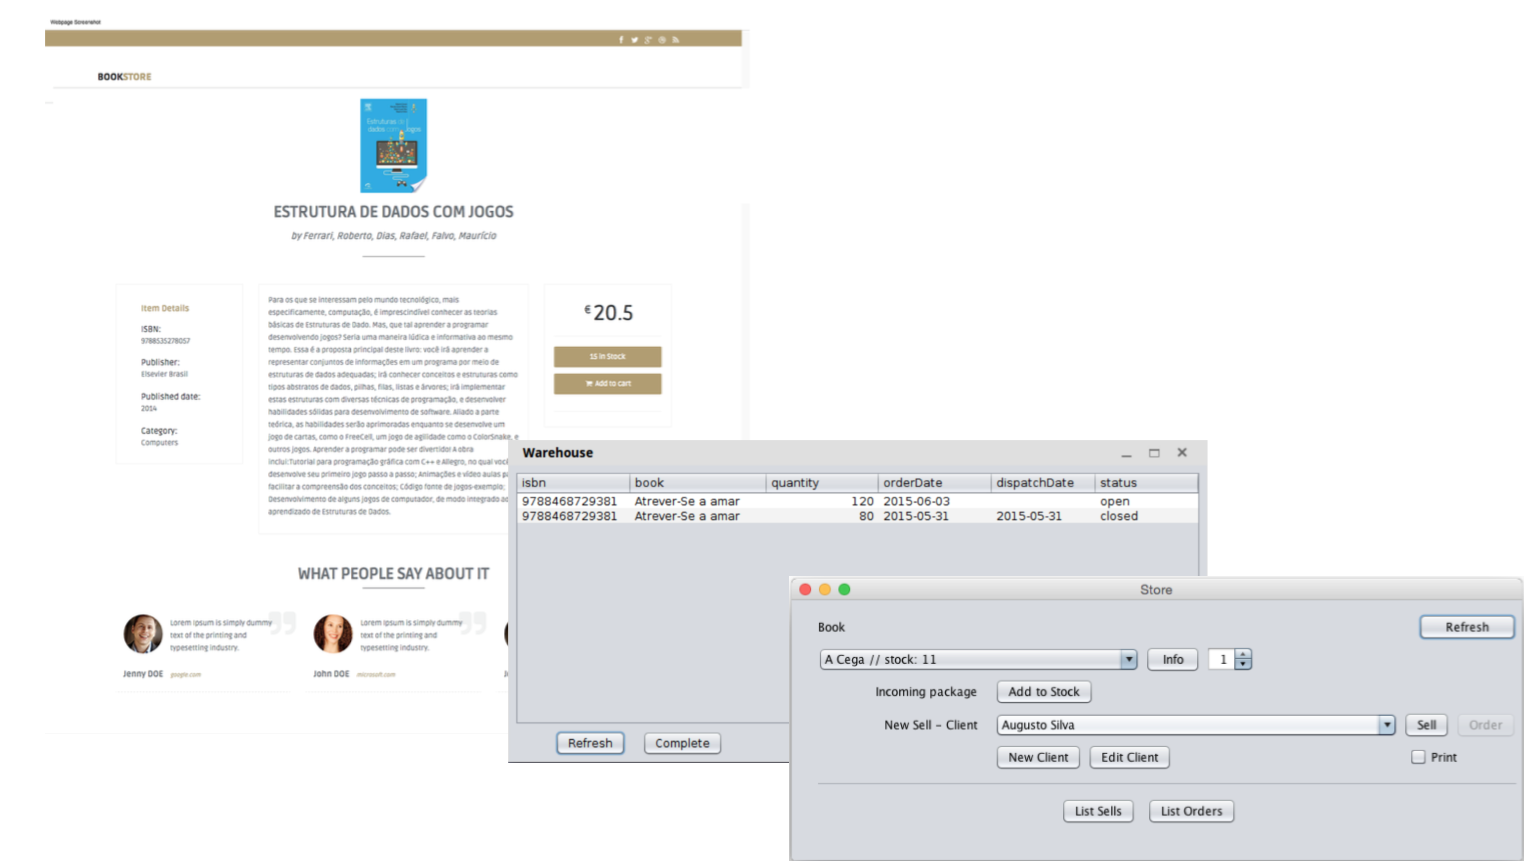 Webpage Screenshot
BOOKSTORE
Estruturas de
dados com Jogos
ESTRUTURA DE DADOS COM JOGOS
by Ferrari, Roberto, Dias, Rafael, Falvo, Maurício
Item Details
ISBN:
9788535278057
Publisher:
Elsevier Brasil
Published date:
2014
Category:
Computers
Para os que se interessam pelo mundo tecnológico, mais
especificamente, computação, é imprescindível conhecer as teorias
básicas de Estruturas de Dado. Mas, que tal aprender a programar
desenvolvendo jogos? Seria uma maneira lúdica e informativa ao mesmo
tempo. Essa é a proposta principal deste livro: você irá aprender a
representar conjuntos de informações em um programa por meio de
estruturas de dados adequadas; irá conhecer conceitos e estruturas como
tipos abstratos de dados, pilhas, filas, listas e árvores; irá implementar
estas estruturas com diversas técnicas de programação, e desenvolver
habilidades sólidas para desenvolvimento de software. Aliado a parte
teórica, as habilidades serão aprimoradas enquanto se desenvolve um
jogo de cartas, como o FreeCell, um jogo de agilidade como o ColorSnake, e
outros jogos. Aprender a programar pode ser divertido! A obra
inclui:Tutorial para programação gráfica com C++ e Allegro, no qual você
desenvolve seu primeiro jogo passo a passo; Animações e vídeo aulas
facilitar a compreensão dos conceitos; Código fonte de jogos-exemplo;
Desenvolvimento de alguns jogos de computador, de modo integrado ao
aprendizado de Estruturas de Dados.
€ 20.5
15 In Stock
Add to cart
WHAT PEOPLE SAY ABOUT IT
Lorem ipsum is simply dummy
text of the printing and
typesetting industry.
Jenny DOE google.com
Lorem ipsum is simply dummy
text of the printing and
typesetting industry.
John DOE microsoft.com
Warehouse
isbn book quantity orderDate dispatchDate status
9788468729381 Atrever-Se a amar 120 2015-06-03 open
9788468729381 Atrever-Se a amar 80 2015-05-31 2015-05-31 closed
Refresh Complete
Store
Book Refresh
A Cega // stock: 11 Info 1
Incoming package Add to Stock
New Sell - Client Augusto Silva Sell Order
New Client Edit Client Print
List Sells List Orders